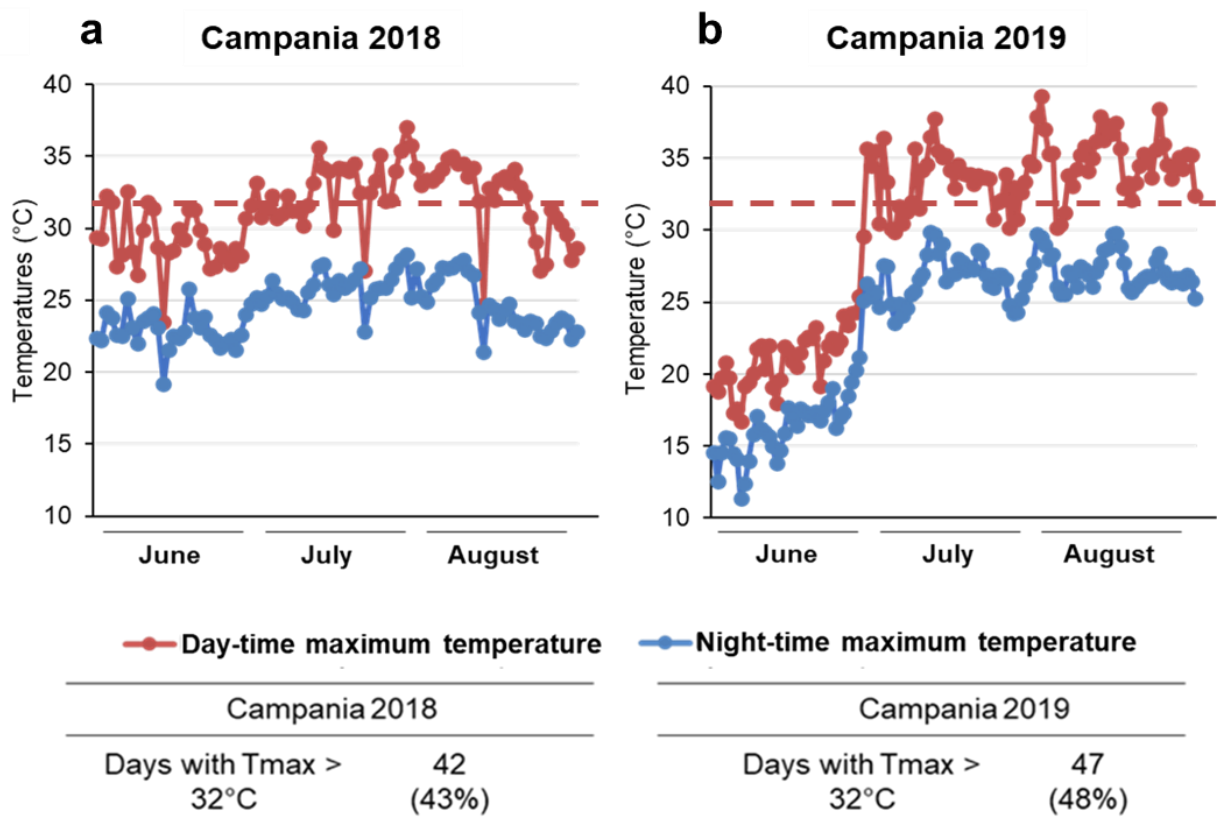 a
Campania 2018
Temperatures (°C)
40
35
30
25
20
15
10
June July August
b
Campania 2019
Temperature (°C)
40
35
30
25
20
15
10
June July August
Day-time maximum temperature
Night-time maximum temperature
Campania 2018
Days with Tmax > 42
32°C (43%)
Campania 2019
Days with Tmax > 47
32°C (48%)